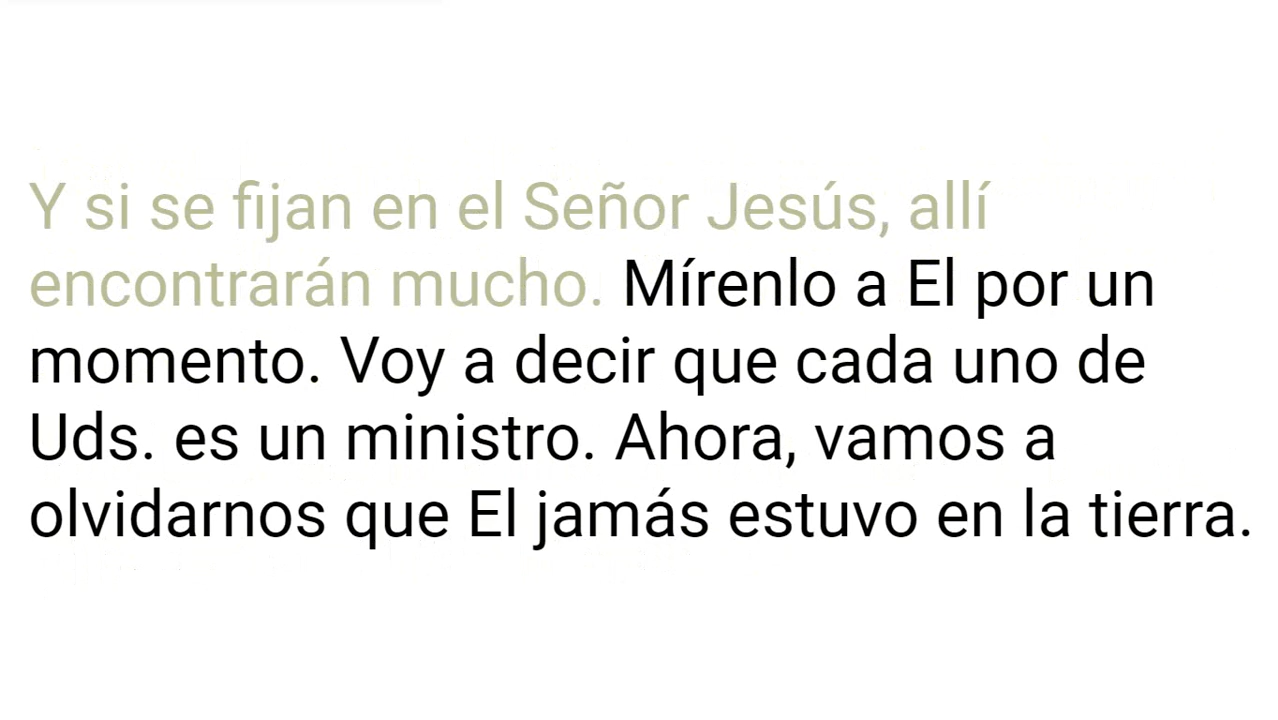 Y si se fijan en el Señor Jesús, allí
encontrarán mucho. Mírenlo a El por un
momento. Voy a decir que cada uno de
Uds. es un ministro. Ahora, vamos a
olvidarnos que El jamás estuvo en la tierra.